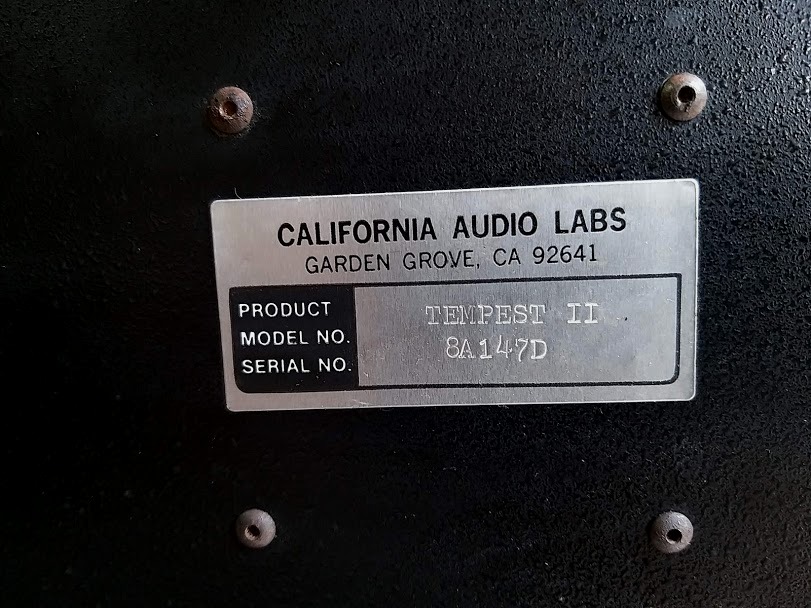 CALIFORNIA AUDIO LABS
GARDEN GROVE, CA 92641
PRODUCT TEMPEST II
MODEL NO. 8A147D
SERIAL NO.